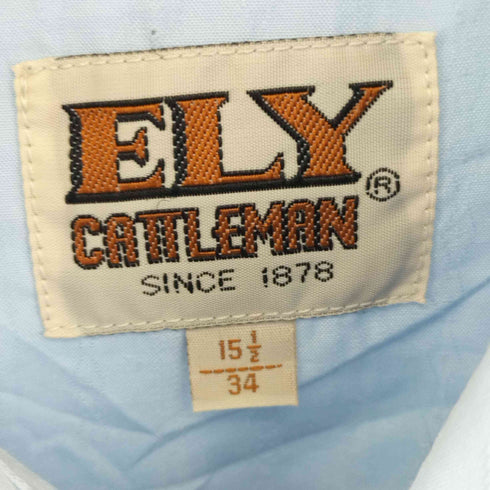 ELY®
CATTLEMAN
SINCE 1878
15 1/2
34